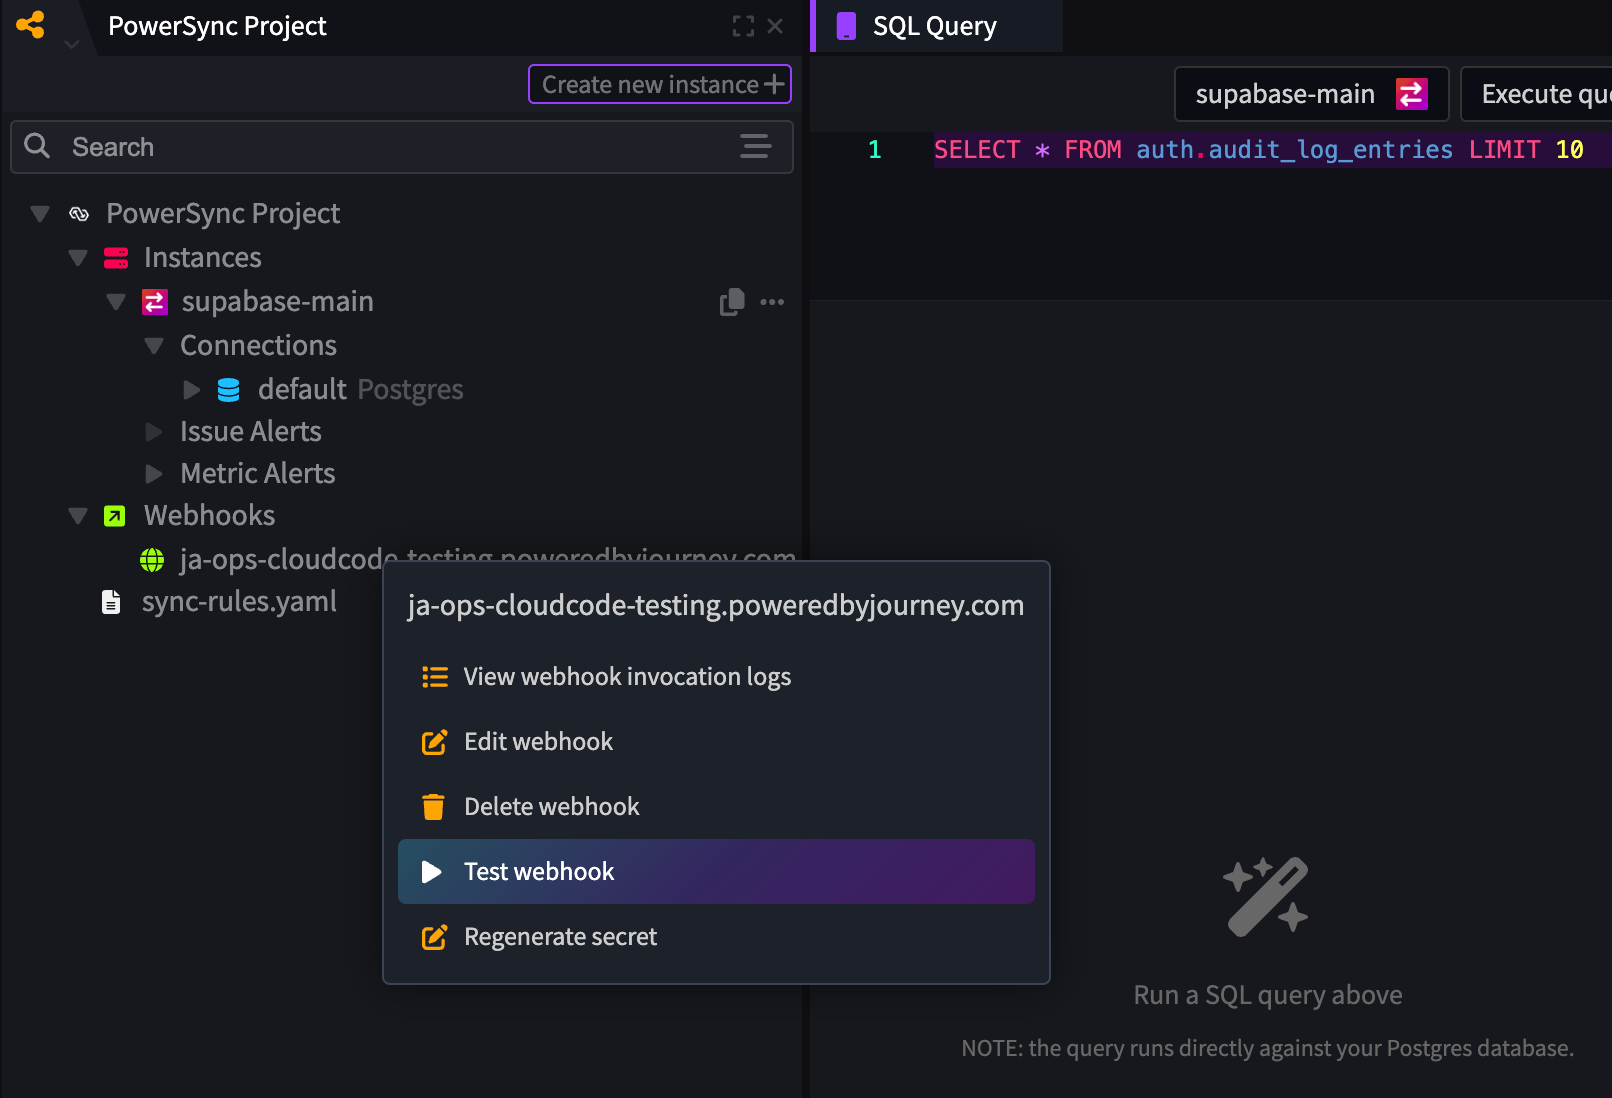 PowerSync Project
Create new instance
Search
PowerSync Project
Instances
supabase-main
Connections
default Postgres
Issue Alerts
Metric Alerts
Webhooks
ja-ops-cloudcode-testing.poweredbyjourney.com
sync-rules.yaml
ja-ops-cloudcode-testing.poweredbyjourney.com
View webhook invocation logs
Edit webhook
Delete webhook
Test webhook
Regenerate secret
SQL Query
supabase-main
Execute qu
1 SELECT * FROM auth.audit_log_entries LIMIT 10
Run a SQL query above
NOTE: the query runs directly against your Postgres database.